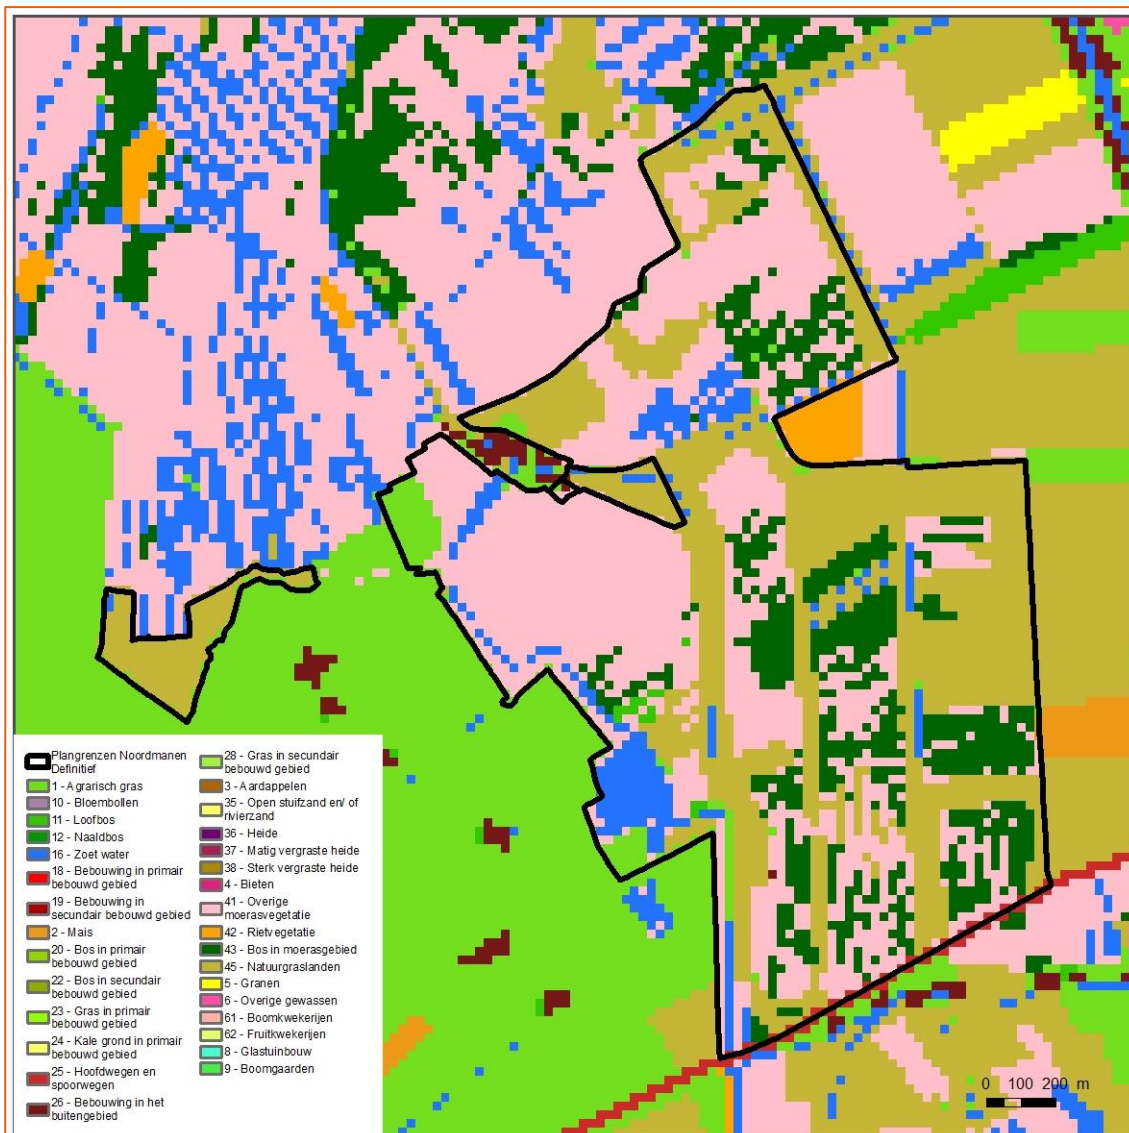 Plangrenzen Noordmanen
Definitief
1 - Agrarisch gras
10 - Bloembollen
11 - Loofbos
12 - Naaldbos
16 - Zoet water
18 - Bebouwing in primair
bebouwd gebied
19 - Bebouwing in
secundair bebouwd gebied
2 - Mais
20 - Bos in primair
bebouwd gebied
22 - Bos in secundair
bebouwd gebied
23 - Gras in primair
bebouwd gebied
24 - Kale grond in primair
bebouwd gebied
25 - Hoofdwegen en
spoorwegen
26 - Bebouwing in het
buitengebied
28 - Gras in secundair
bebouwd gebied
3 - Aardappelen
35 - Open stuifzand en/ of
rivierzand
36 - Heide
37 - Matig vergraste heide
38 - Sterk vergraste heide
4 - Bieten
41 - Overige
moerasvegetatie
42 - Rietvegetatie
43 - Bos in moerasgebied
45 - Natuurgraslanden
5 - Granen
6 - Overige gewassen
61 - Boomkwekerijen
62 - Fruitkwekerijen
8 - Glastuinbouw
9 - Boomgaarden
0 100 200 m